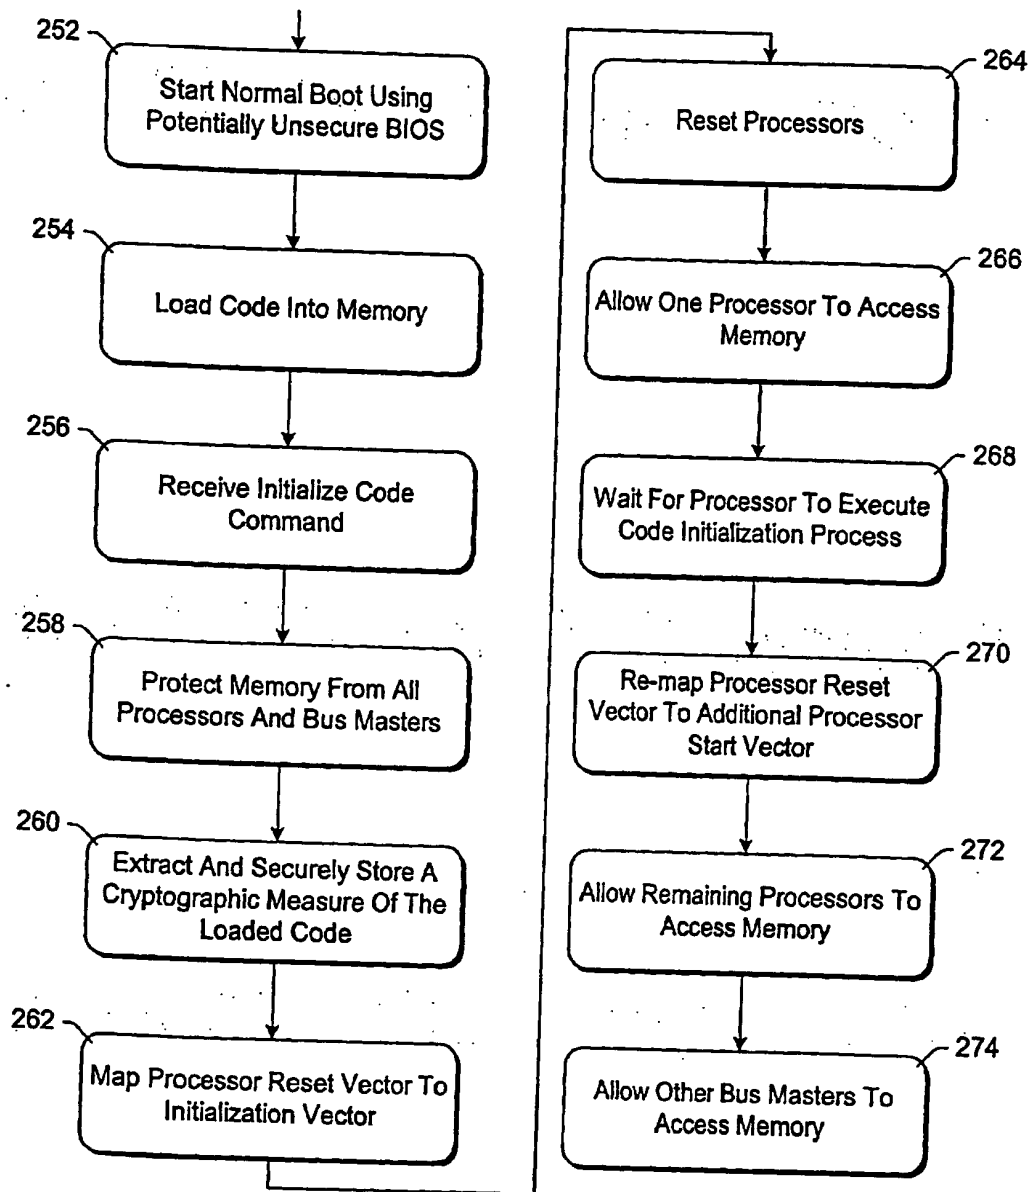 252
Start Normal Boot Using
Potentially Unsecure BIOS
254
Load Code Into Memory
256
Receive Initialize Code
Command
258
Protect Memory From All
Processors And Bus Masters
260
Extract And Securely Store A
Cryptographic Measure Of The
Loaded Code
262
Map Processor Reset Vector To
Initialization Vector
264
Reset Processors
266
Allow One Processor To Access
Memory
268
Wait For Processor To Execute
Code Initialization Process
270
Re-map Processor Reset
Vector To Additional Processor
Start Vector
272
Allow Remaining Processors To
Access Memory
274
Allow Other Bus Masters To
Access Memory